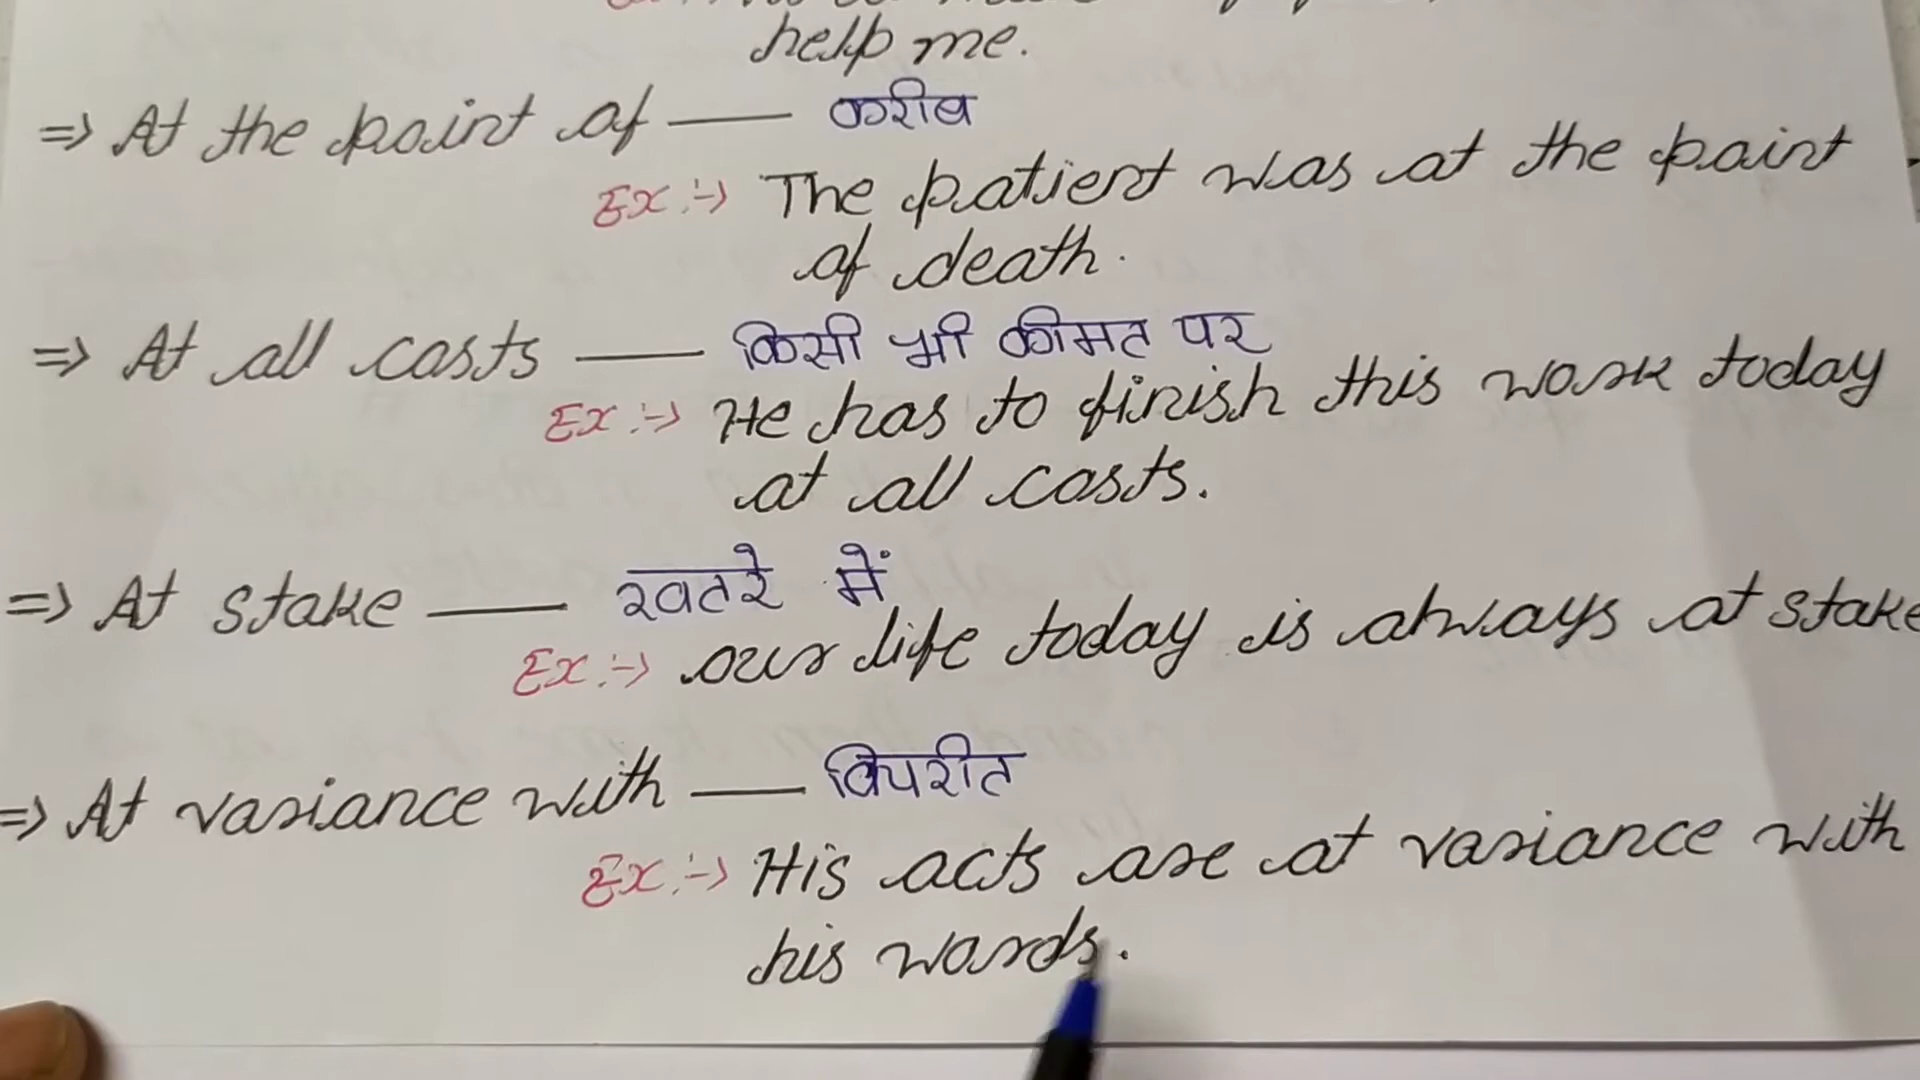 help me.
=> At the point of —— करीब
Ex :-> The patient was at the point
of death.
=> At all costs —— किसी भी कीमत पर
Ex :-> He has to finish this work today
at all costs.
=> At stake —— खतरे में
Ex :-> our life today is always at stake
=> At variance with —— विपरीत
Ex :-> His acts are at variance with
his words.